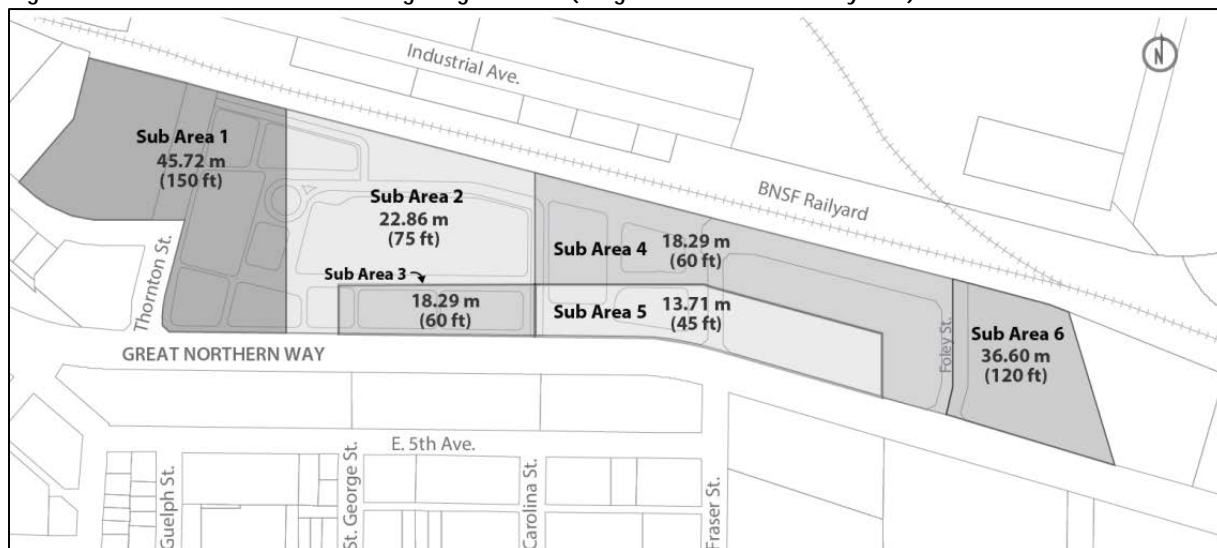 Industrial Ave.
N
Sub Area 1
45.72 m
(150 ft)
BNSF Railyard
Sub Area 2
22.86 m
(75 ft)
Sub Area 4
18.29 m
(60 ft)
Sub Area 3
18.29 m
(60 ft)
Sub Area 5
13.71 m
(45 ft)
Thornton St.
Foley St.
Sub Area 6
36.60 m
(120 ft)
GREAT NORTHERN WAY
E. 5th Ave.
Guelph St.
St. George St.
Carolina St.
Fraser St.